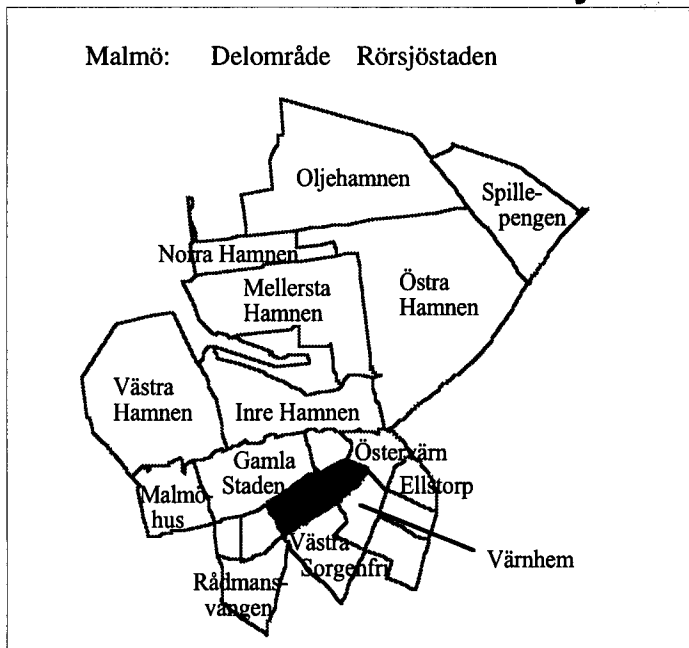 Malmö: Delområde Rörsjöstaden
Oljehamnen
Spille-
pengen
Norra Hamnen
Mellersta
Hamnen
Östra
Hamnen
Västra
Hamnen
Inre Hamnen
Gamla
Staden
Östervärn
Ellstorp
Malmö-
hus
Västra
Sorgenfri
Värnhem
Rådmans-
vången